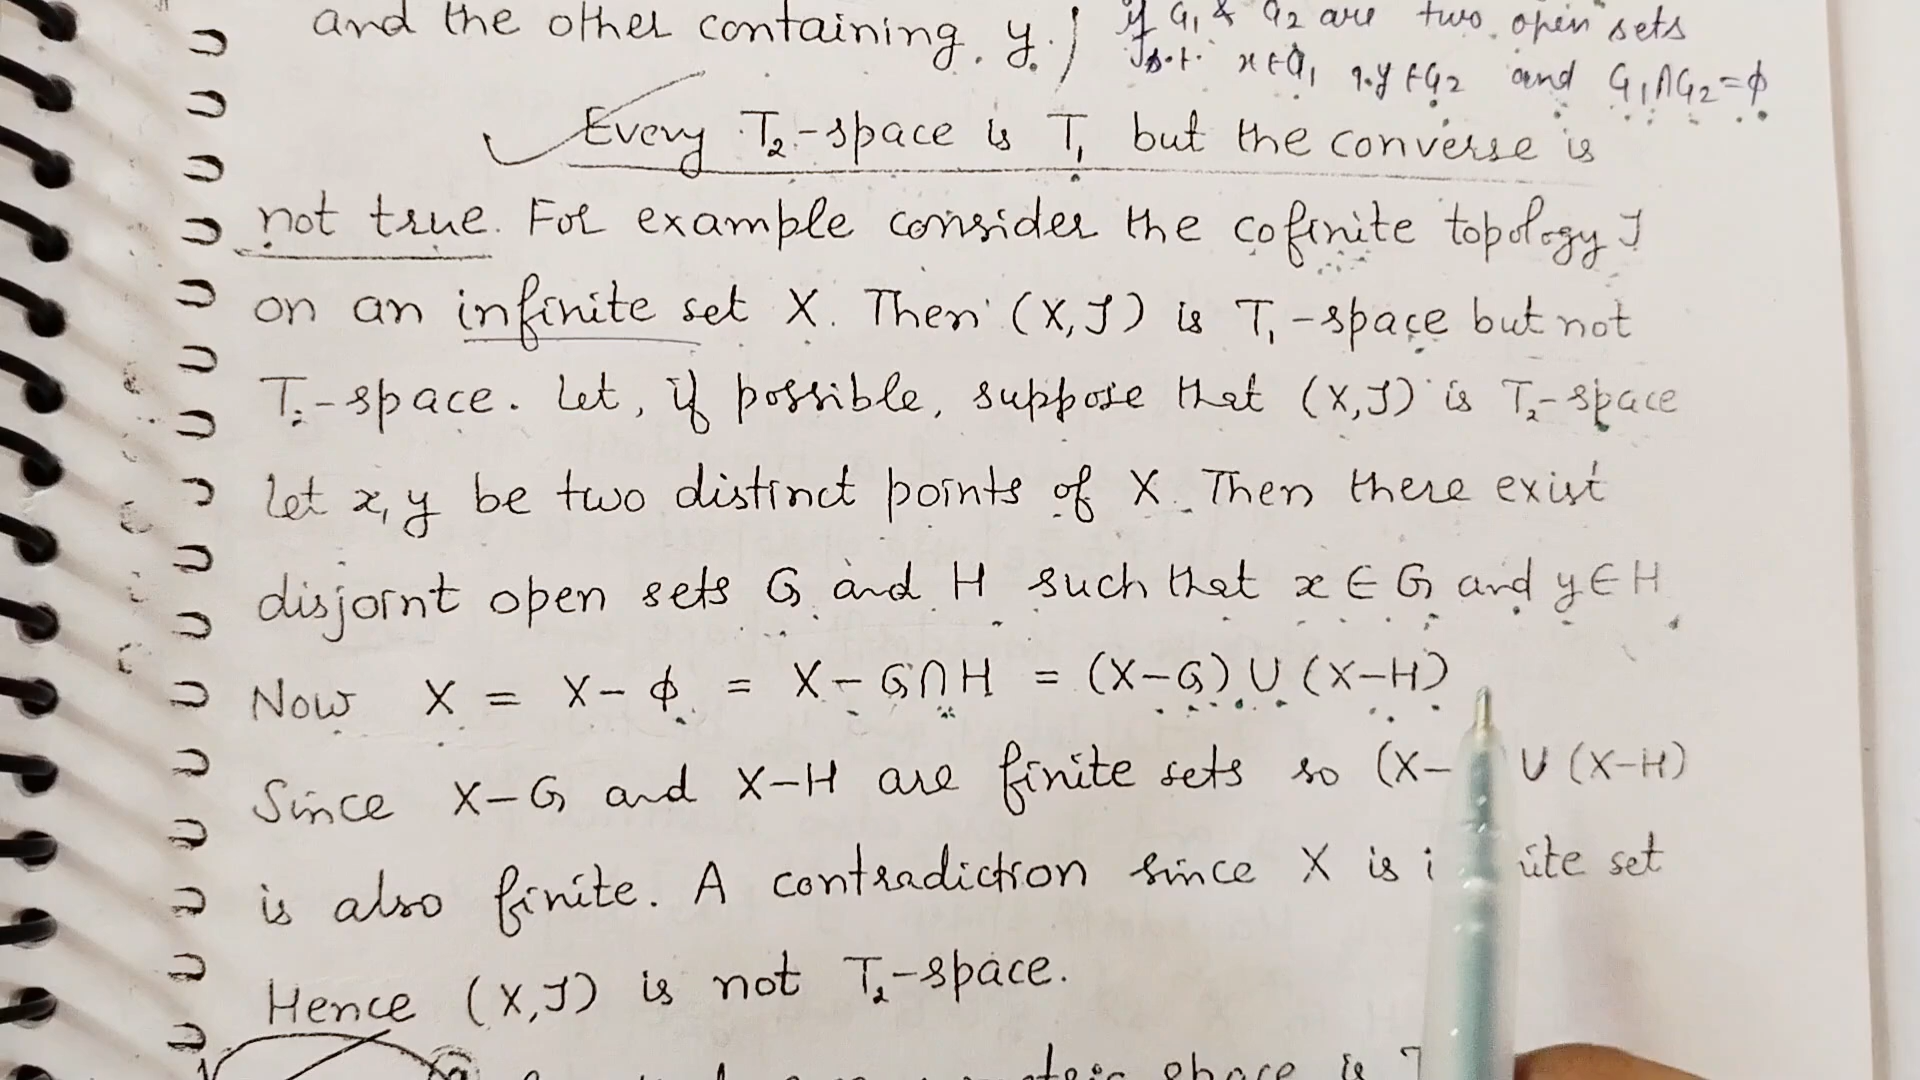 and the other containing y.) if G₁ & G₂ are two open sets
s.t. x∈G₁ q.y∈G₂ and G₁∩G₂=ϕ
Every T₂-space is T₁ but the converse is
not true. For example consider the cofinite topology J
on an infinite set X. Then (X,J) is T₁-space but not
T₂-space. Let, if possible, suppose that (X,J) is T₂-space
Let x,y be two distinct points of X. Then there exist
disjoint open sets G and H such that x∈G and y∈H
Now X = X-ϕ = X-G∩H = (X-G)∪(X-H)
Since X-G and X-H are finite sets so (X- ∪(X-H)
is also finite. A contradiction since X is i ite set
Hence (X,J) is not T₂-space.
space is